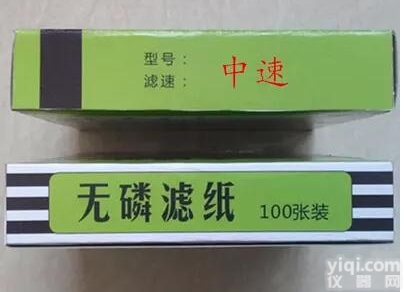 型号：
滤速：
中速
无磷滤纸 100张装
yiqi.com
仪器网